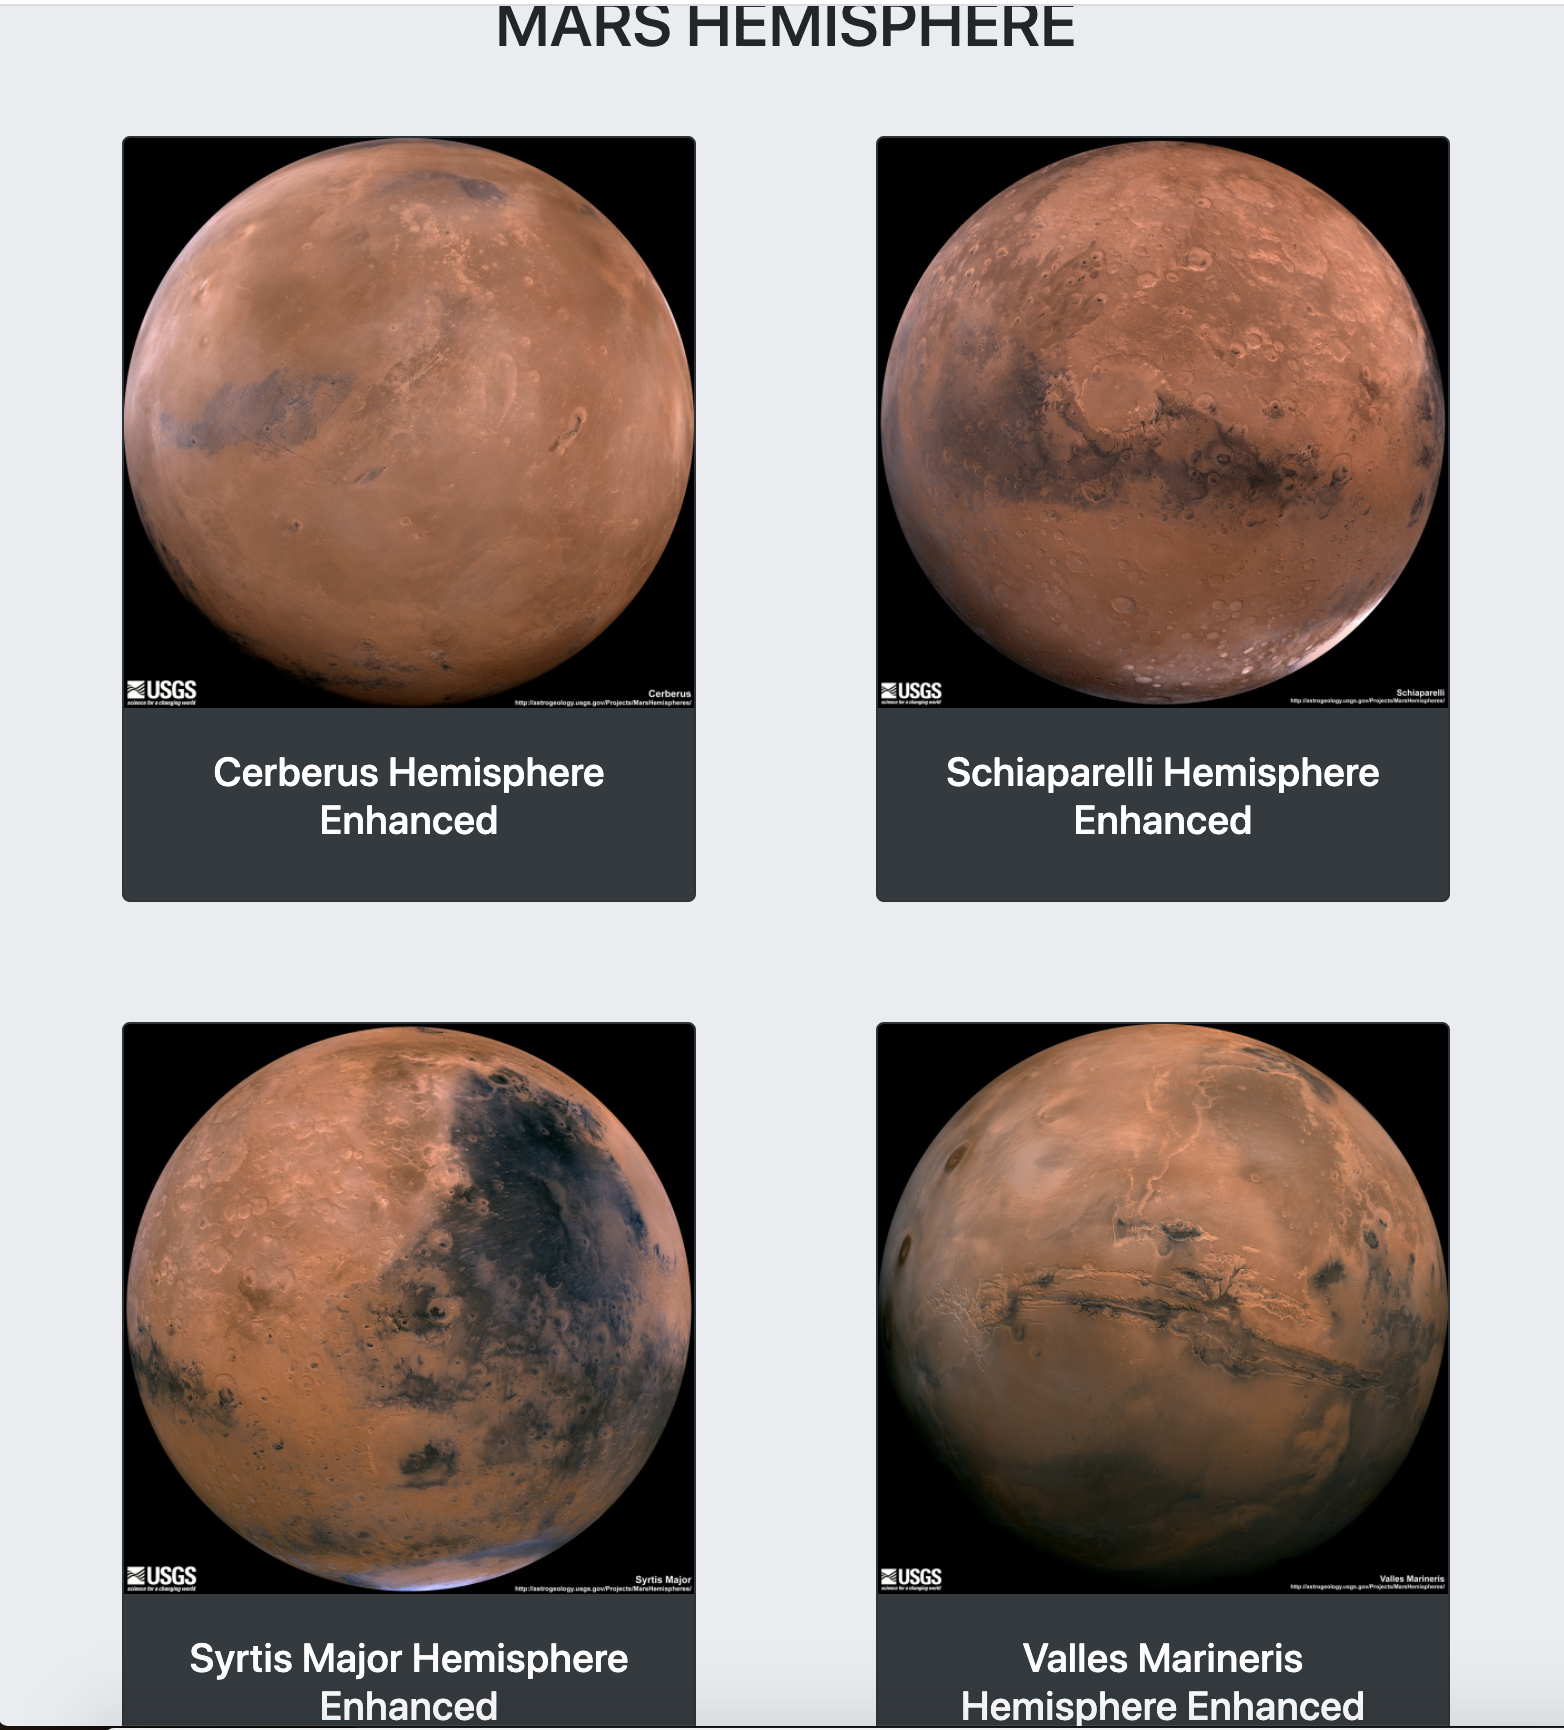 MARS HEMISPHERE
USGS
science for a changing world
Cerberus
http://astrogeology.usgs.gov/Projects/MarsHemispheres/
Cerberus Hemisphere
Enhanced
USGS
science for a changing world
Schiaparelli
http://astrogeology.usgs.gov/Projects/MarsHemispheres/
Schiaparelli Hemisphere
Enhanced
USGS
science for a changing world
Syrtis Major
http://astrogeology.usgs.gov/Projects/MarsHemispheres/
Syrtis Major Hemisphere
Enhanced
USGS
science for a changing world
Valles Marineris
http://astrogeology.usgs.gov/Projects/MarsHemispheres/
Valles Marineris
Hemisphere Enhanced